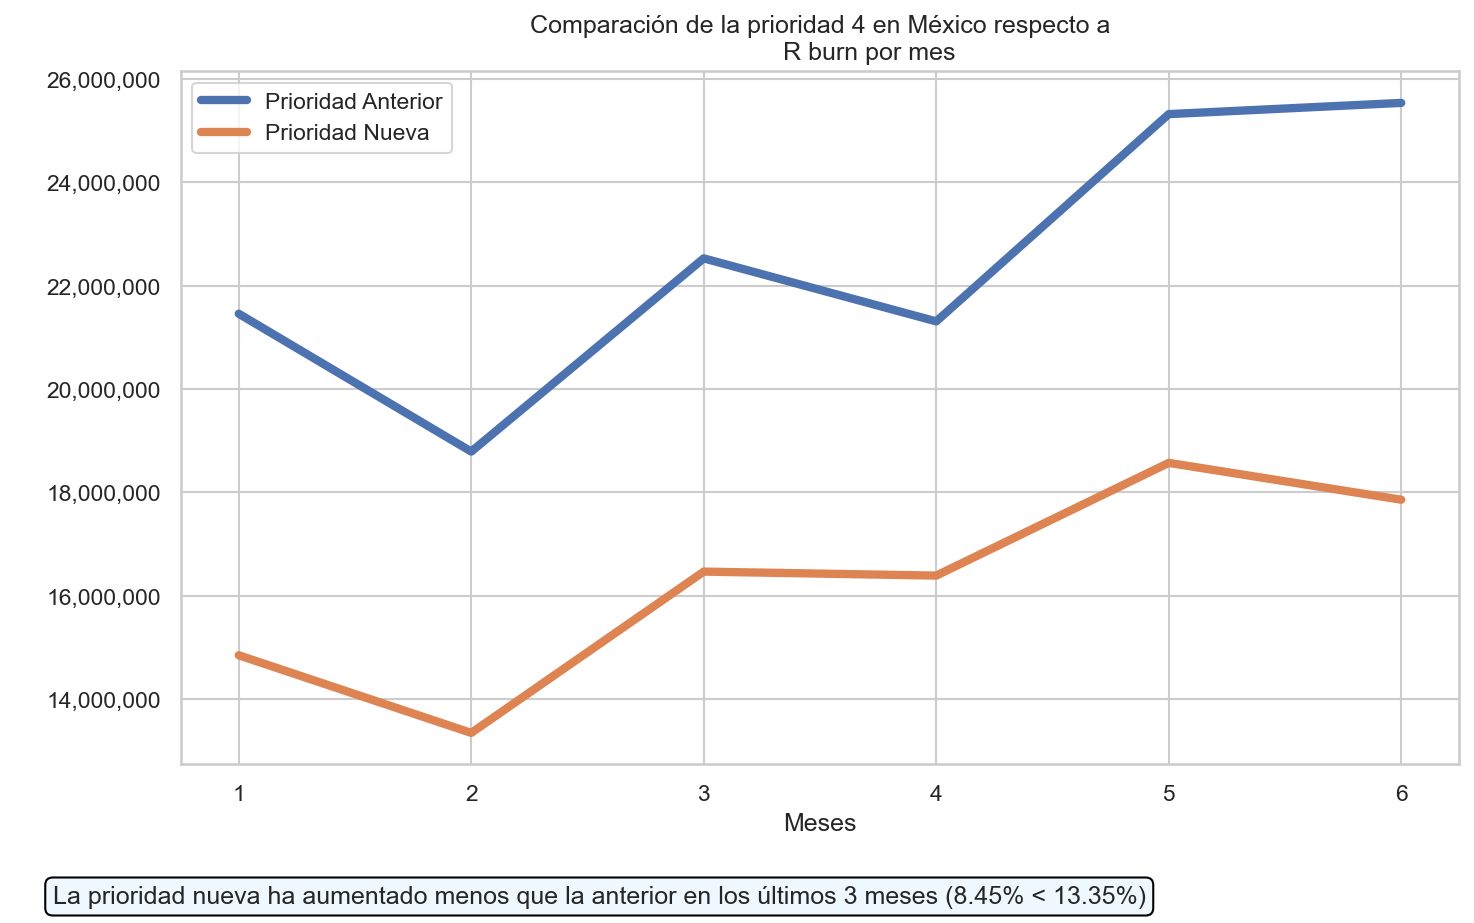 Comparación de la prioridad 4 en México respecto a
R burn por mes
26,000,000
24,000,000
22,000,000
20,000,000
18,000,000
16,000,000
14,000,000
Prioridad Anterior
Prioridad Nueva
1 2 3 4 5 6
Meses
La prioridad nueva ha aumentado menos que la anterior en los últimos 3 meses (8.45% < 13.35%)